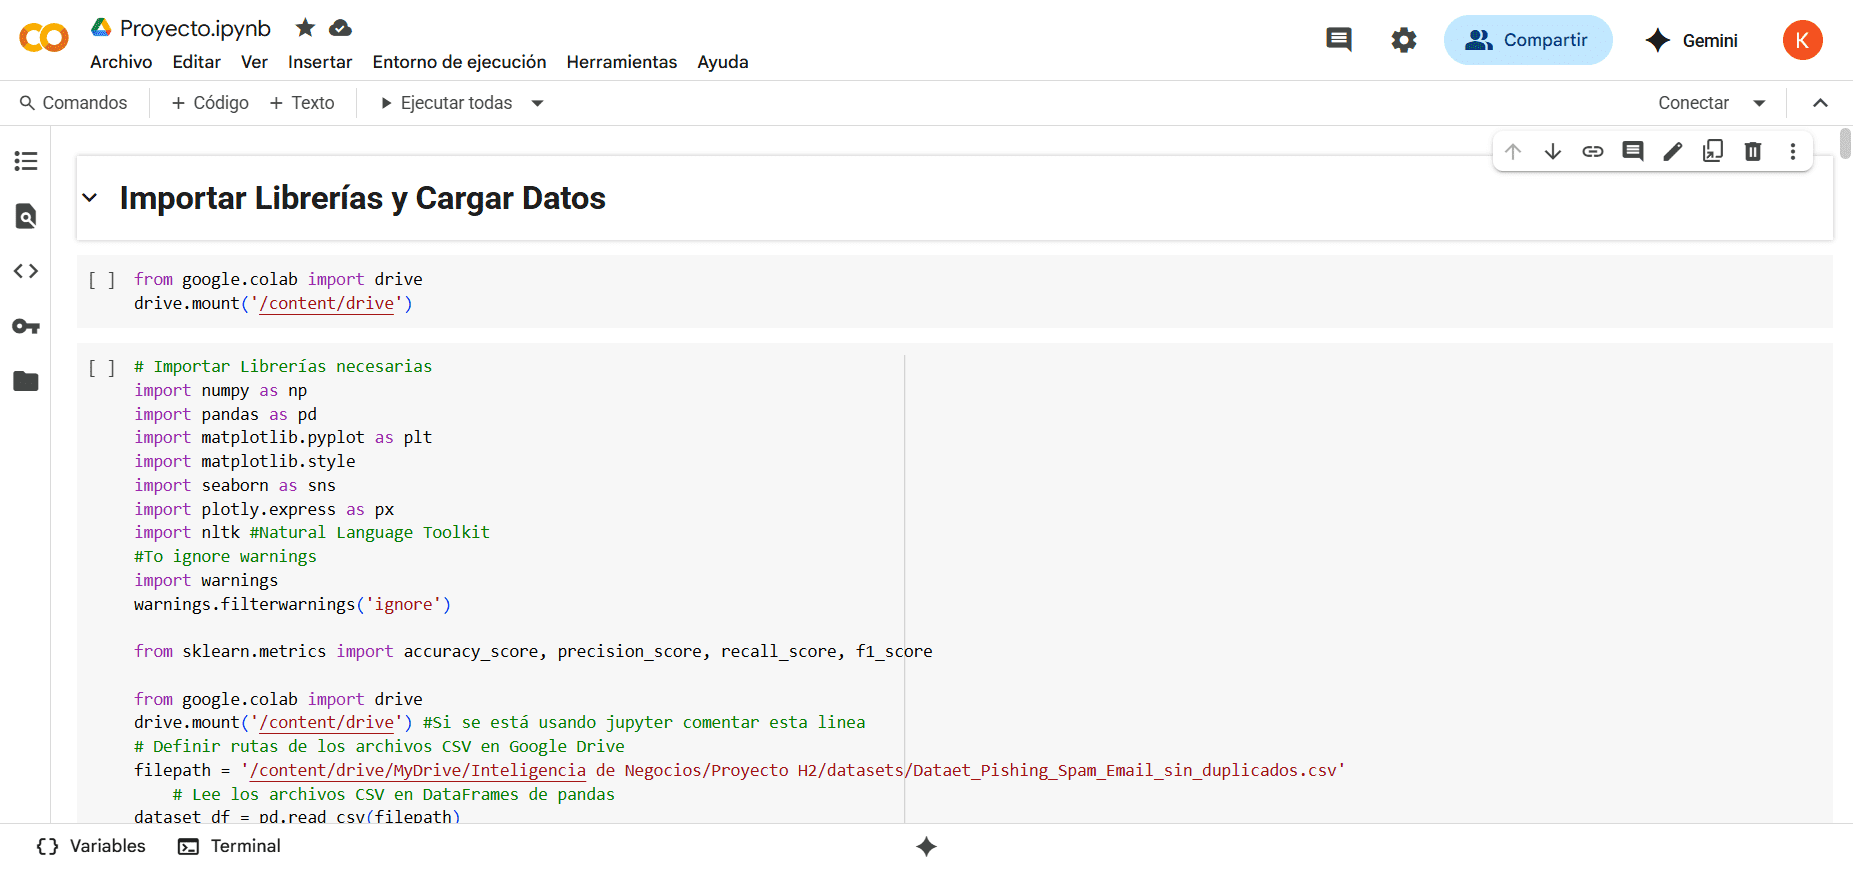 Proyecto.ipynb
Archivo Editar Ver Insertar Entorno de ejecución Herramientas Ayuda
Compartir
Gemini
K
Comandos + Código + Texto Ejecutar todas
Conectar
Importar Librerías y Cargar Datos
[ ] from google.colab import drive
drive.mount('/content/drive')
[ ] # Importar Librerías necesarias
import numpy as np
import pandas as pd
import matplotlib.pyplot as plt
import matplotlib.style
import seaborn as sns
import plotly.express as px
import nltk #Natural Language Toolkit
#To ignore warnings
import warnings
warnings.filterwarnings('ignore')
from sklearn.metrics import accuracy_score, precision_score, recall_score, f1_score
from google.colab import drive
drive.mount('/content/drive') #Si se está usando jupyter comentar esta linea
# Definir rutas de los archivos CSV en Google Drive
filepath = '/content/drive/MyDrive/Inteligencia de Negocios/Proyecto H2/datasets/Dataet_Pishing_Spam_Email_sin_duplicados.csv'
# Lee los archivos CSV en DataFrames de pandas
dataset_df = pd.read_csv(filepath)
Variables
Terminal